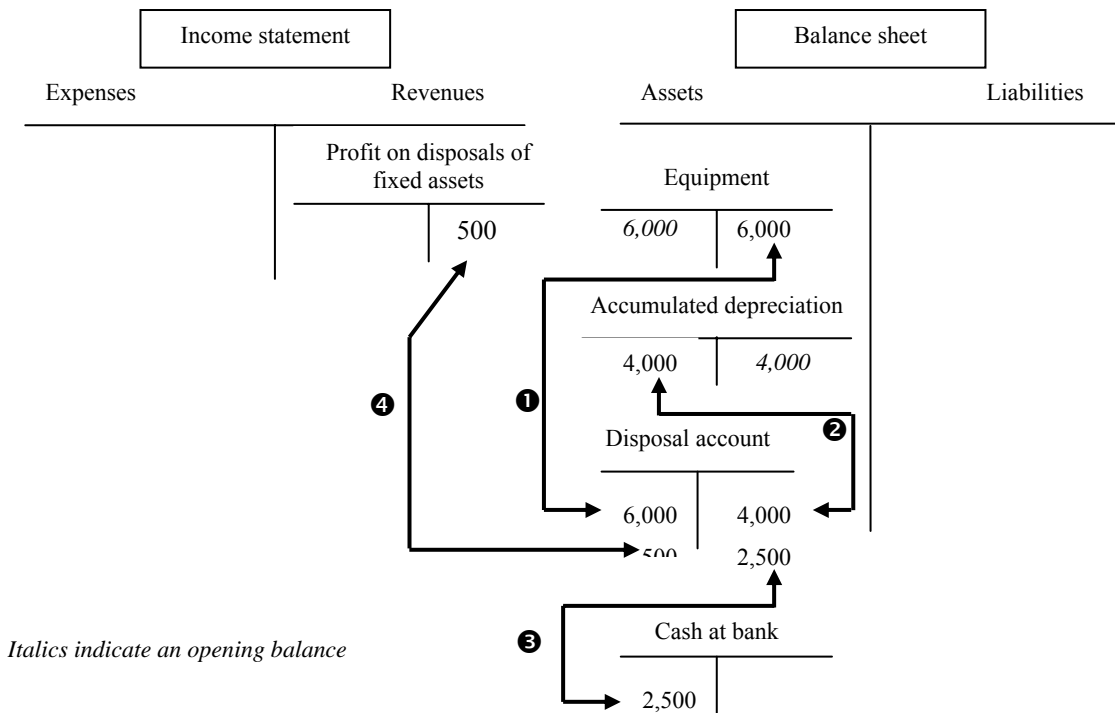 Income statement
Balance sheet
Expenses Revenues
Assets Liabilities
Profit on disposals of
fixed assets
500
Equipment
6,000 6,000
Accumulated depreciation
4,000 4,000
❹
❶
❷
Disposal account
6,000 4,000
500 2,500
❸
Cash at bank
2,500
Italics indicate an opening balance